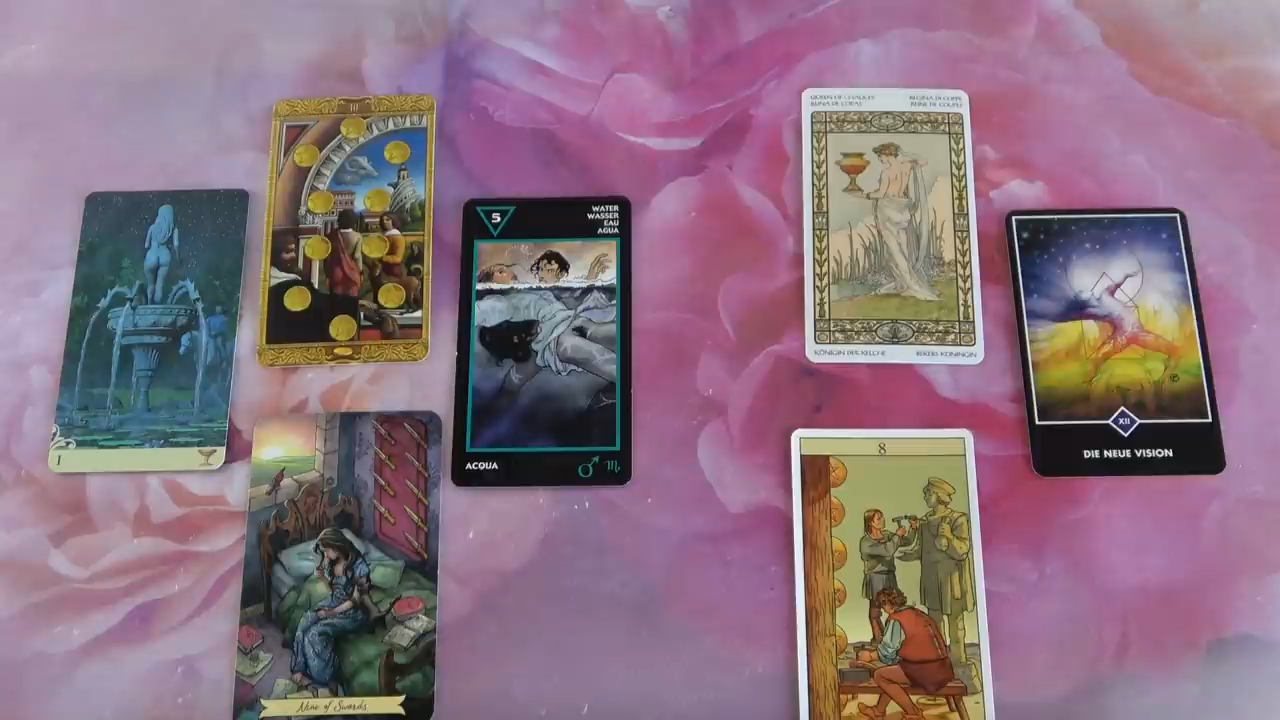 I
10
Nine of Swords
5
WATER
WASSER
EAU
AGUA
ACQUA
QUEEN OF CHALICES
REINA DE COPAS
REGINA DI COPPE
REINE DE COUPES
KÖNIGIN DER KELCHE
BEKERS KONINGIN
8
XII
DIE NEUE VISION